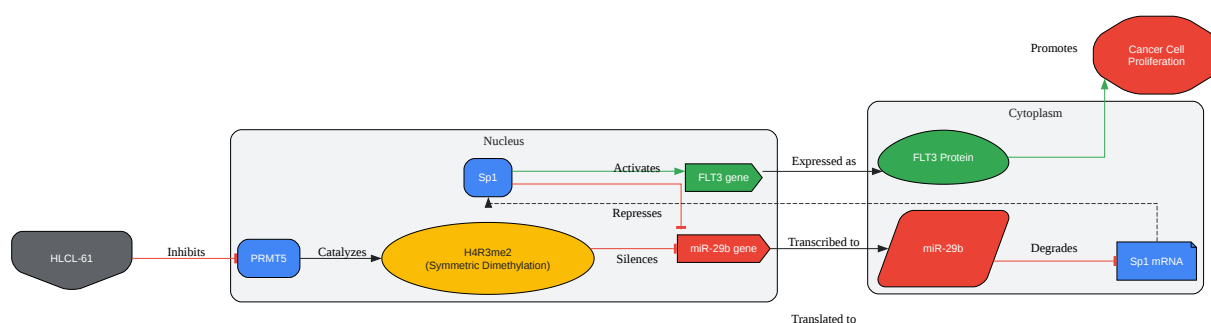 Promotes
Cancer Cell
Proliferation
Cytoplasm
Nucleus
Sp1
Activates
FLT3 gene
Expressed as
FLT3 Protein
Represses
HLCL-61
Inhibits
PRMT5
Catalyzes
H4R3me2
(Symmetric Dimethylation)
Silences
miR-29b gene
Transcribed to
miR-29b
Degrades
Sp1 mRNA
Translated to